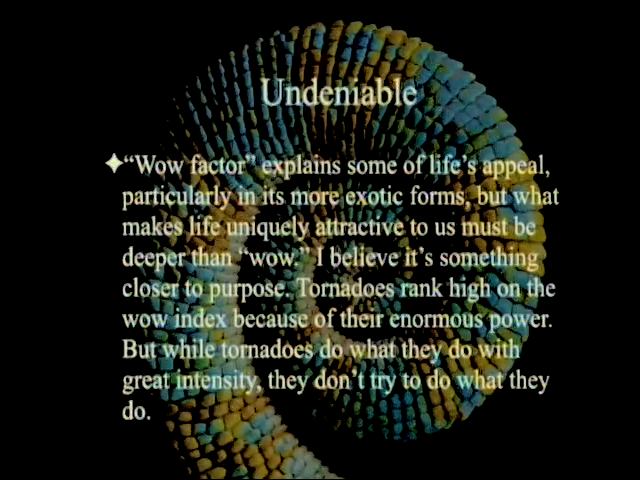 Undeniable
✦“Wow factor” explains some of life’s appeal,
particularly in its more exotic forms, but what
makes life uniquely attractive to us must be
deeper than “wow.” I believe it’s something
closer to purpose. Tornadoes rank high on the
wow index because of their enormous power.
But while tornadoes do what they do with
great intensity, they don’t try to do what they
do.